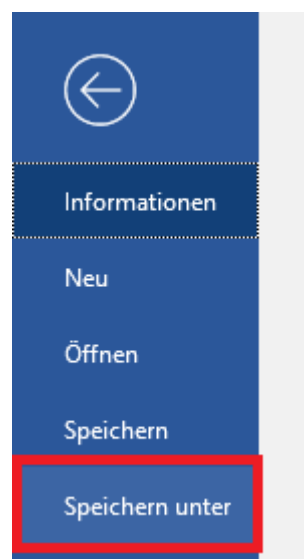 Informationen
Neu
Öffnen
Speichern
Speichern unter